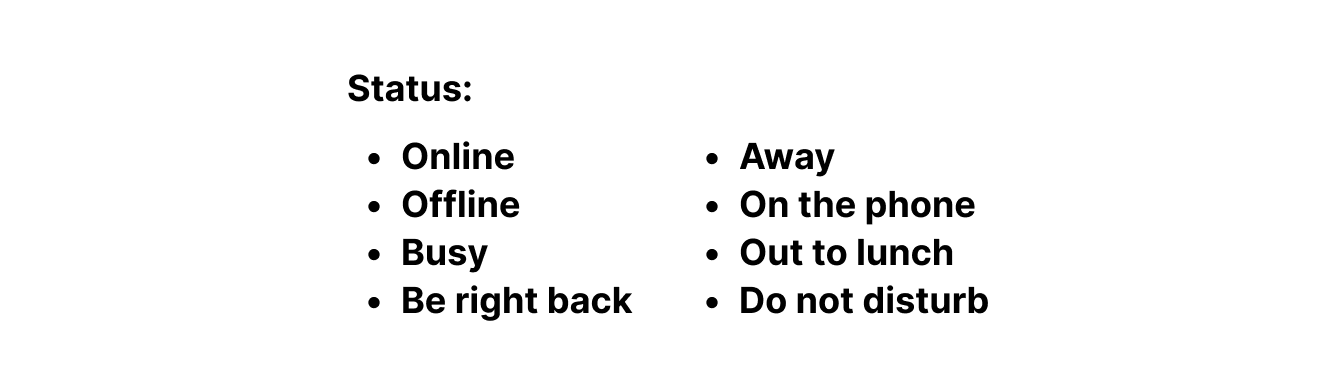 Status:
• Online
• Offline
• Busy
• Be right back
• Away
• On the phone
• Out to lunch
• Do not disturb